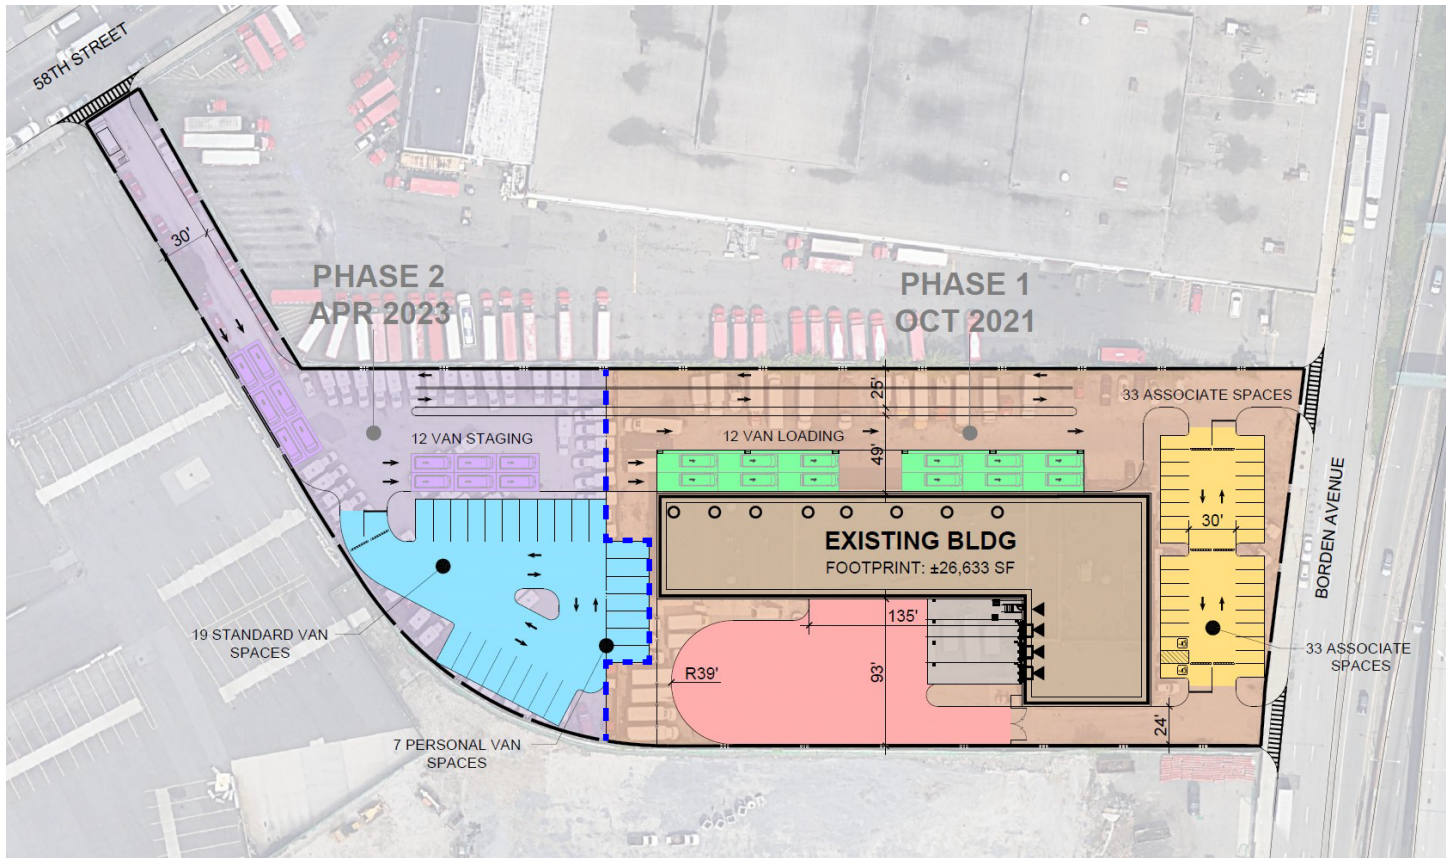 58TH STREET
30'
PHASE 2
APR 2023
PHASE 1
OCT 2021
25'
33 ASSOCIATE SPACES
12 VAN STAGING
12 VAN LOADING
49'
30'
EXISTING BLDG
FOOTPRINT: ±26,633 SF
BORDEN AVENUE
135'
19 STANDARD VAN
SPACES
33 ASSOCIATE
SPACES
R39'
93'
24'
7 PERSONAL VAN
SPACES